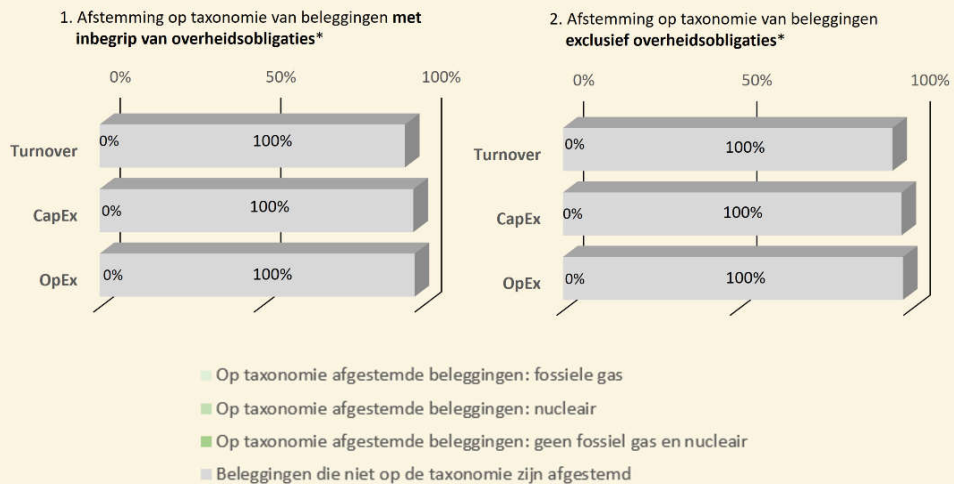 1. Afstemming op taxonomie van beleggingen met
inbegrip van overheidsobligaties*
0% 50% 100%
Turnover 0% 100%
CapEx 0% 100%
OpEx 0% 100%
2. Afstemming op taxonomie van beleggingen
exclusief overheidsobligaties*
0% 50% 100%
Turnover 0% 100%
CapEx 0% 100%
OpEx 0% 100%
Op taxonomie afgestemde beleggingen: fossiele gas
Op taxonomie afgestemde beleggingen: nucleair
Op taxonomie afgestemde beleggingen: geen fossiel gas en nucleair
Beleggingen die niet op de taxonomie zijn afgestemd